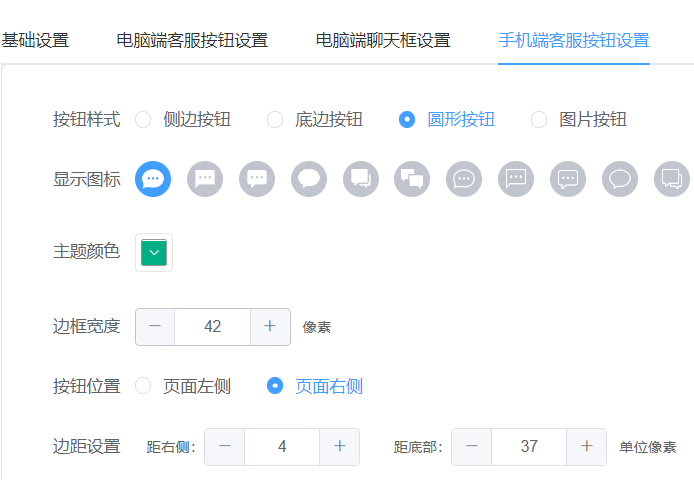 基础设置 电脑端客服按钮设置 电脑端聊天框设置 手机端客服按钮设置
按钮样式 侧边按钮 底边按钮 圆形按钮 图片按钮
显示图标
主题颜色
边框宽度 42 像素
按钮位置 页面左侧 页面右侧
边距设置 距右侧: 4 距底部: 37 单位像素